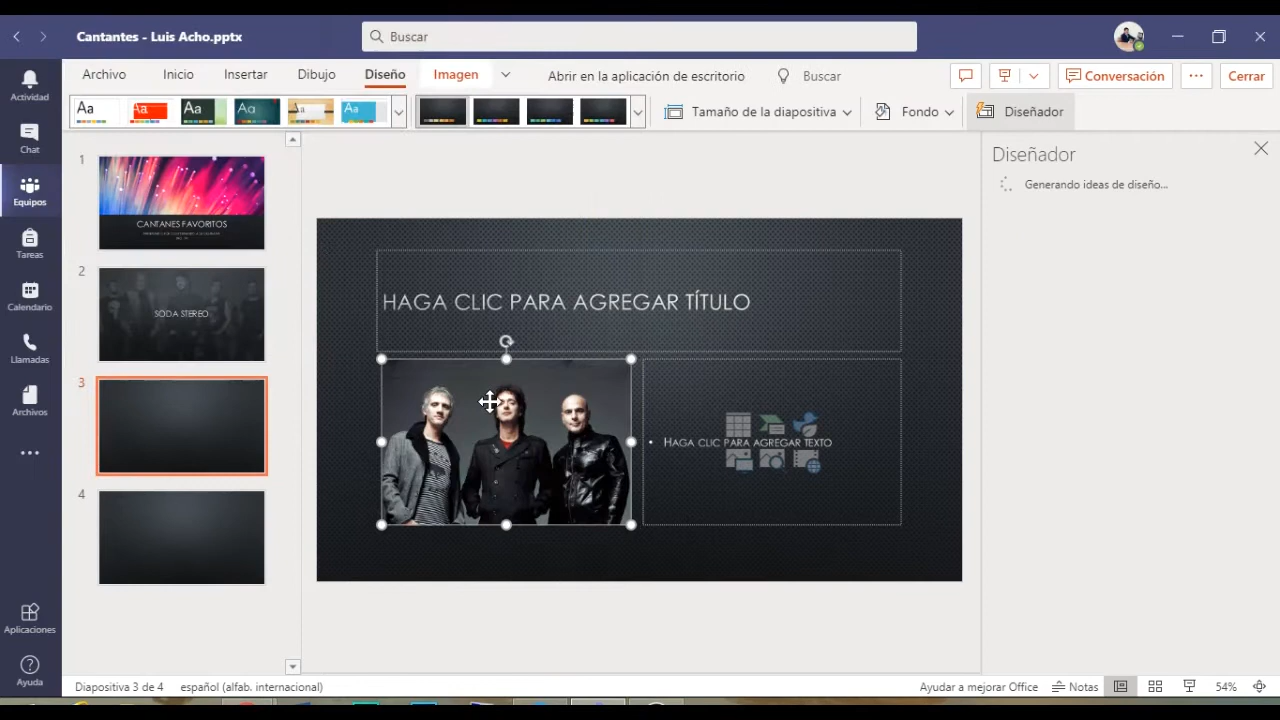 Cantantes - Luis Acho.pptx
Buscar
Archivo
Inicio
Insertar
Dibujo
Diseño
Imagen
Abrir en la aplicación de escritorio
Buscar
Conversación
Cerrar
Aa
Aa
Aa
Aa
Aa
Aa
Tamaño de la diapositiva
Fondo
Diseñador
Actividad
Chat
Equipos
Tareas
Calendario
Llamadas
Archivos
Aplicaciones
Ayuda
1
CANTANES FAVORITOS
2
SODA STEREO
3
4
HAGA CLIC PARA AGREGAR TÍTULO
• HAGA CLIC PARA AGREGAR TEXTO
Diseñador
Generando ideas de diseño...
Diapositiva 3 de 4
español (alfab. internacional)
Ayudar a mejorar Office
Notas
54%